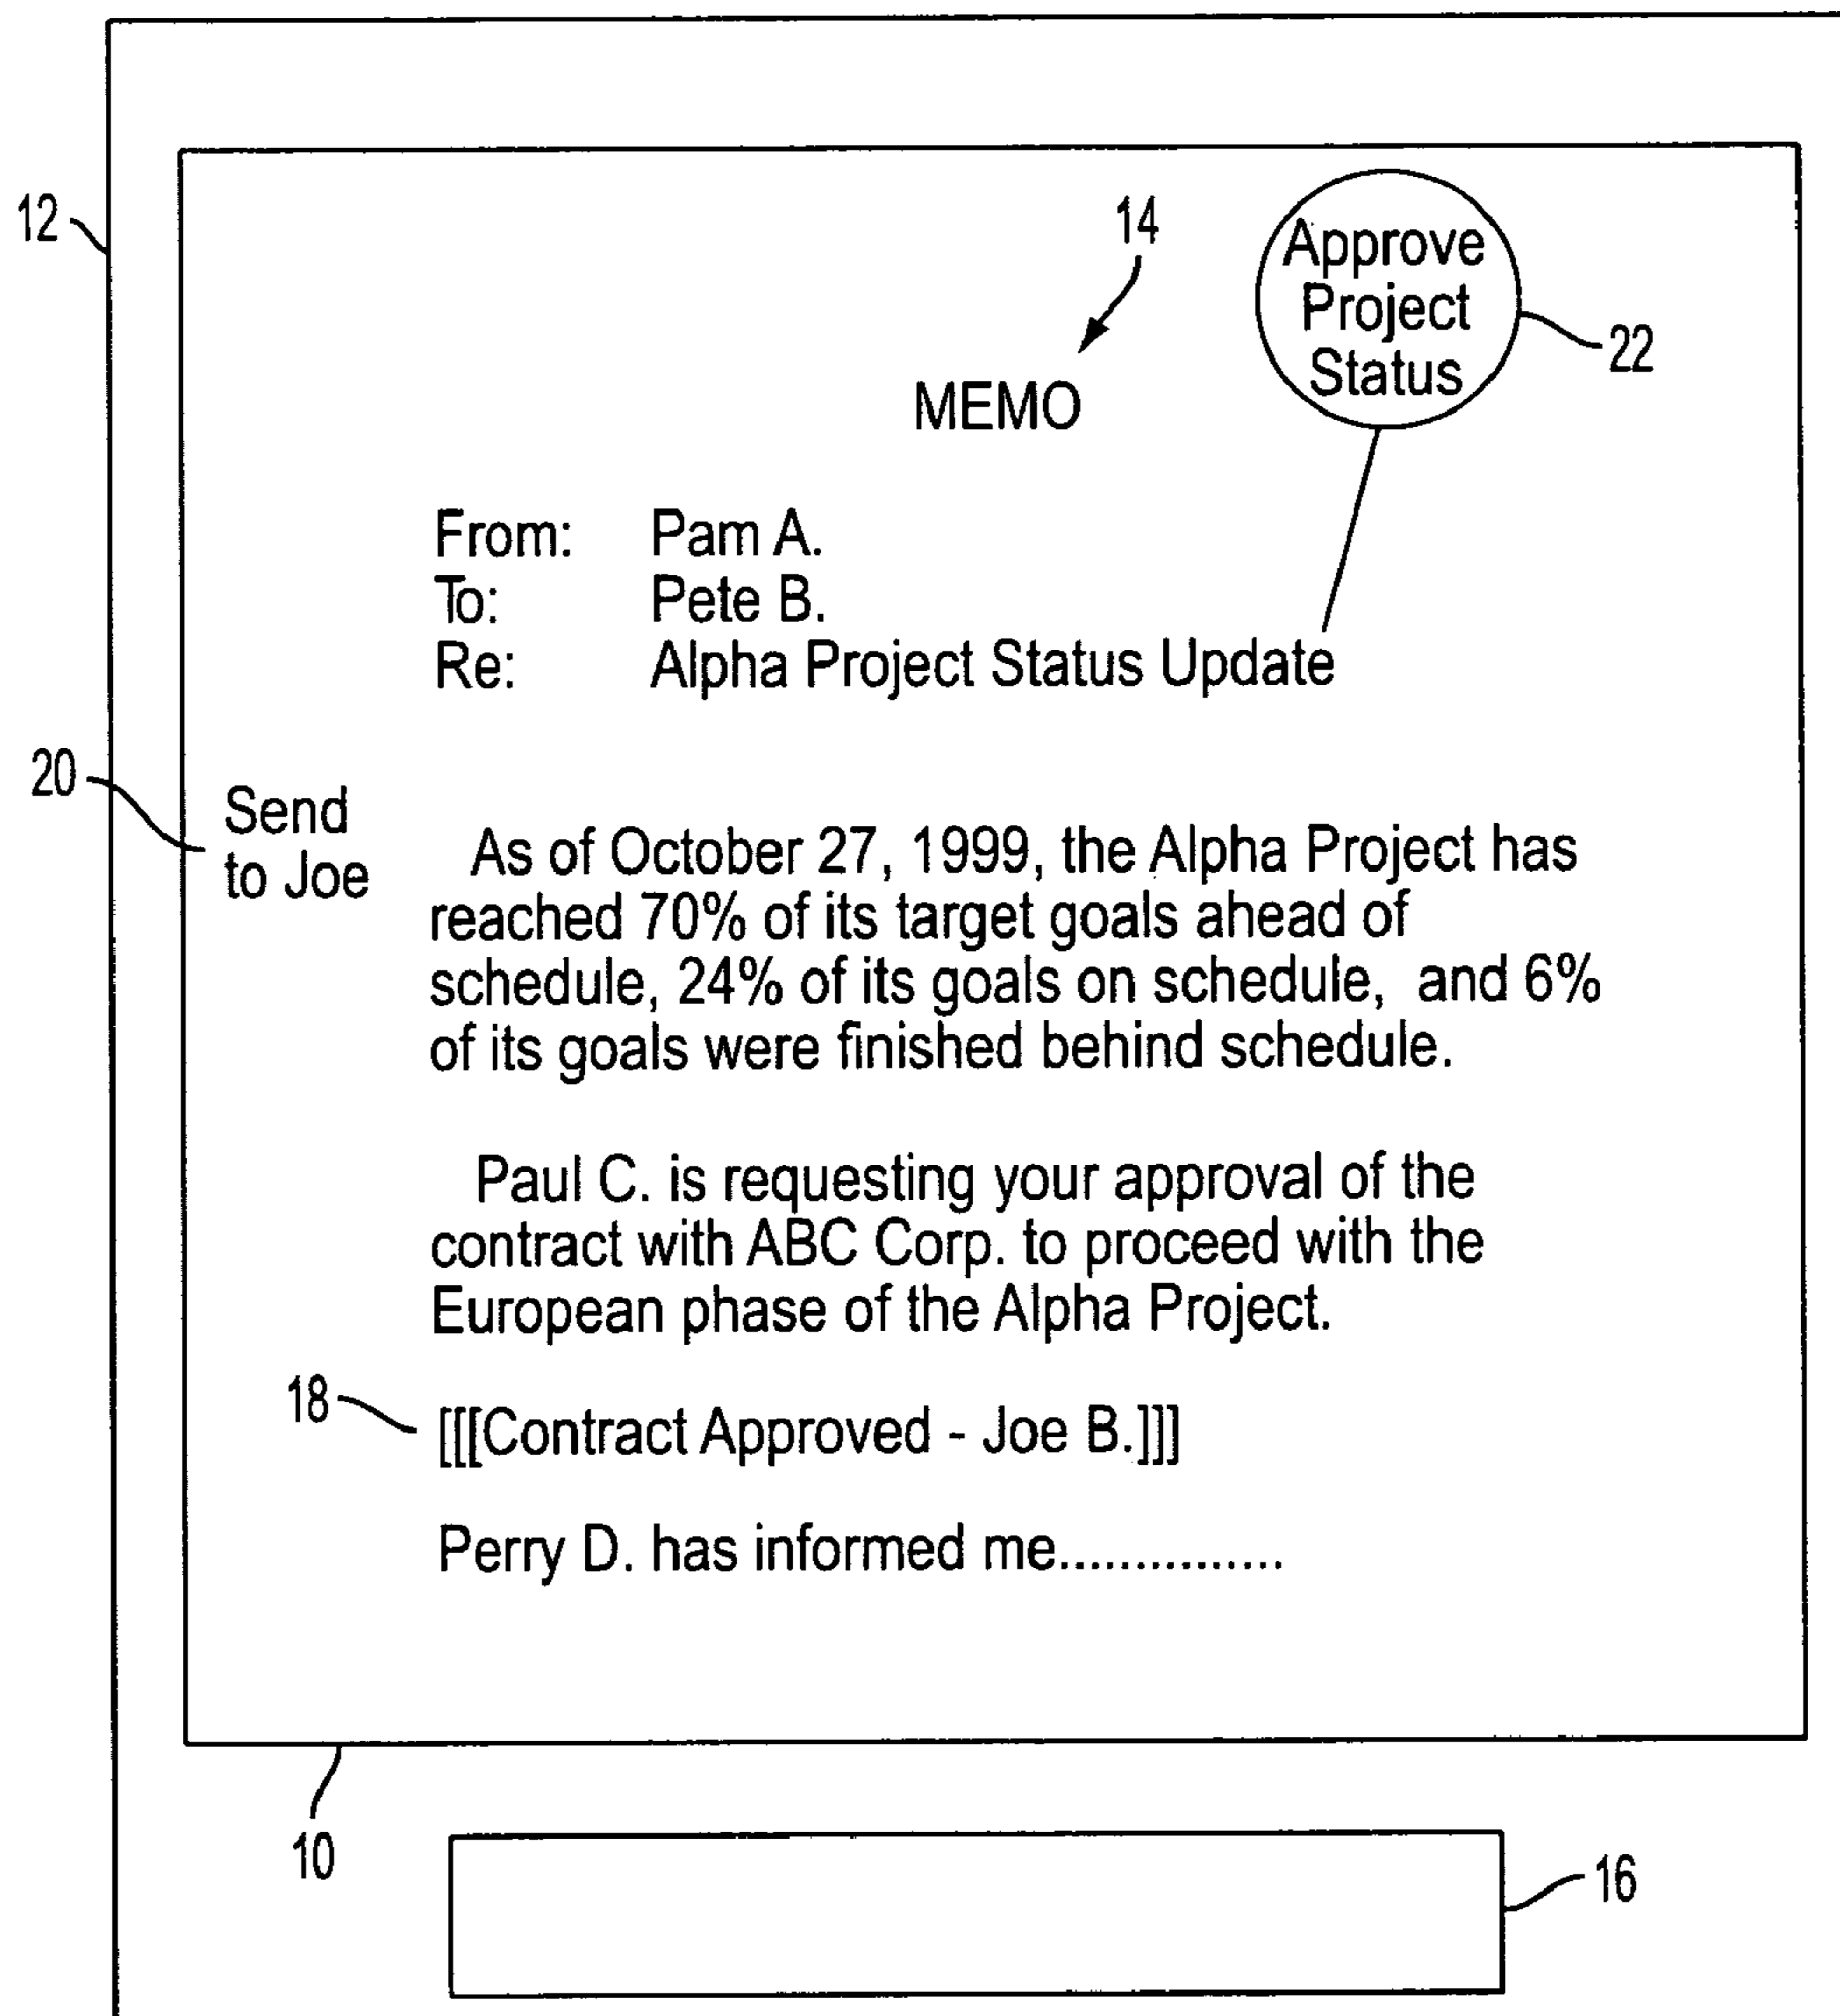 12
14
Approve
Project
Status
22
MEMO
From: Pam A.
To: Pete B.
Re: Alpha Project Status Update
20
Send
to Joe
As of October 27, 1999, the Alpha Project has
reached 70% of its target goals ahead of
schedule, 24% of its goals on schedule, and 6%
of its goals were finished behind schedule.
Paul C. is requesting your approval of the
contract with ABC Corp. to proceed with the
European phase of the Alpha Project.
18
[[[Contract Approved - Joe B.]]]
Perry D. has informed me...............
10
16